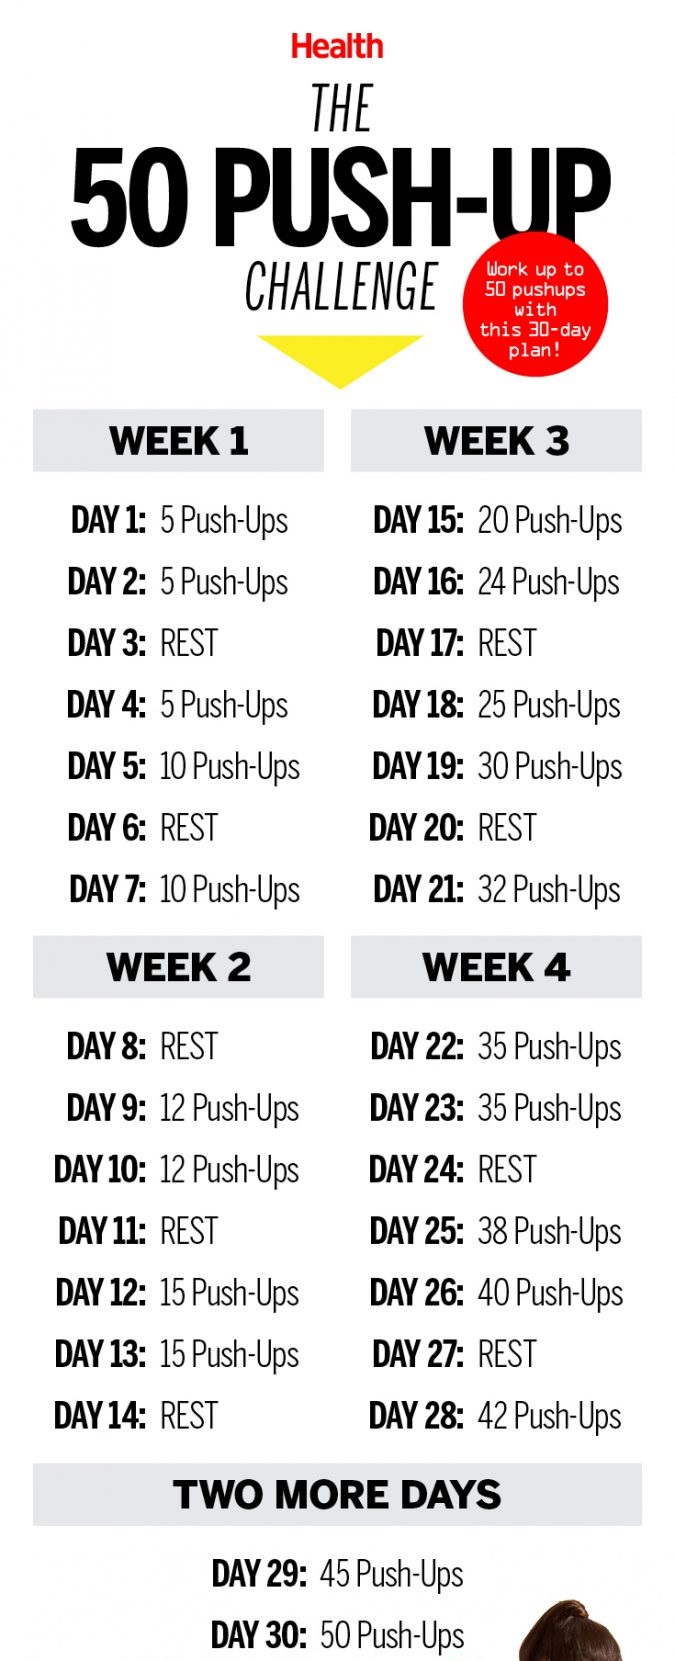 Health
THE
50 PUSH-UP
CHALLENGE
Work up to
50 pushups
with
this 30-day
plan!
WEEK 1
DAY 1: 5 Push-Ups
DAY 2: 5 Push-Ups
DAY 3: REST
DAY 4: 5 Push-Ups
DAY 5: 10 Push-Ups
DAY 6: REST
DAY 7: 10 Push-Ups
WEEK 2
DAY 8: REST
DAY 9: 12 Push-Ups
DAY 10: 12 Push-Ups
DAY 11: REST
DAY 12: 15 Push-Ups
DAY 13: 15 Push-Ups
DAY 14: REST
WEEK 3
DAY 15: 20 Push-Ups
DAY 16: 24 Push-Ups
DAY 17: REST
DAY 18: 25 Push-Ups
DAY 19: 30 Push-Ups
DAY 20: REST
DAY 21: 32 Push-Ups
WEEK 4
DAY 22: 35 Push-Ups
DAY 23: 35 Push-Ups
DAY 24: REST
DAY 25: 38 Push-Ups
DAY 26: 40 Push-Ups
DAY 27: REST
DAY 28: 42 Push-Ups
TWO MORE DAYS
DAY 29: 45 Push-Ups
DAY 30: 50 Push-Ups